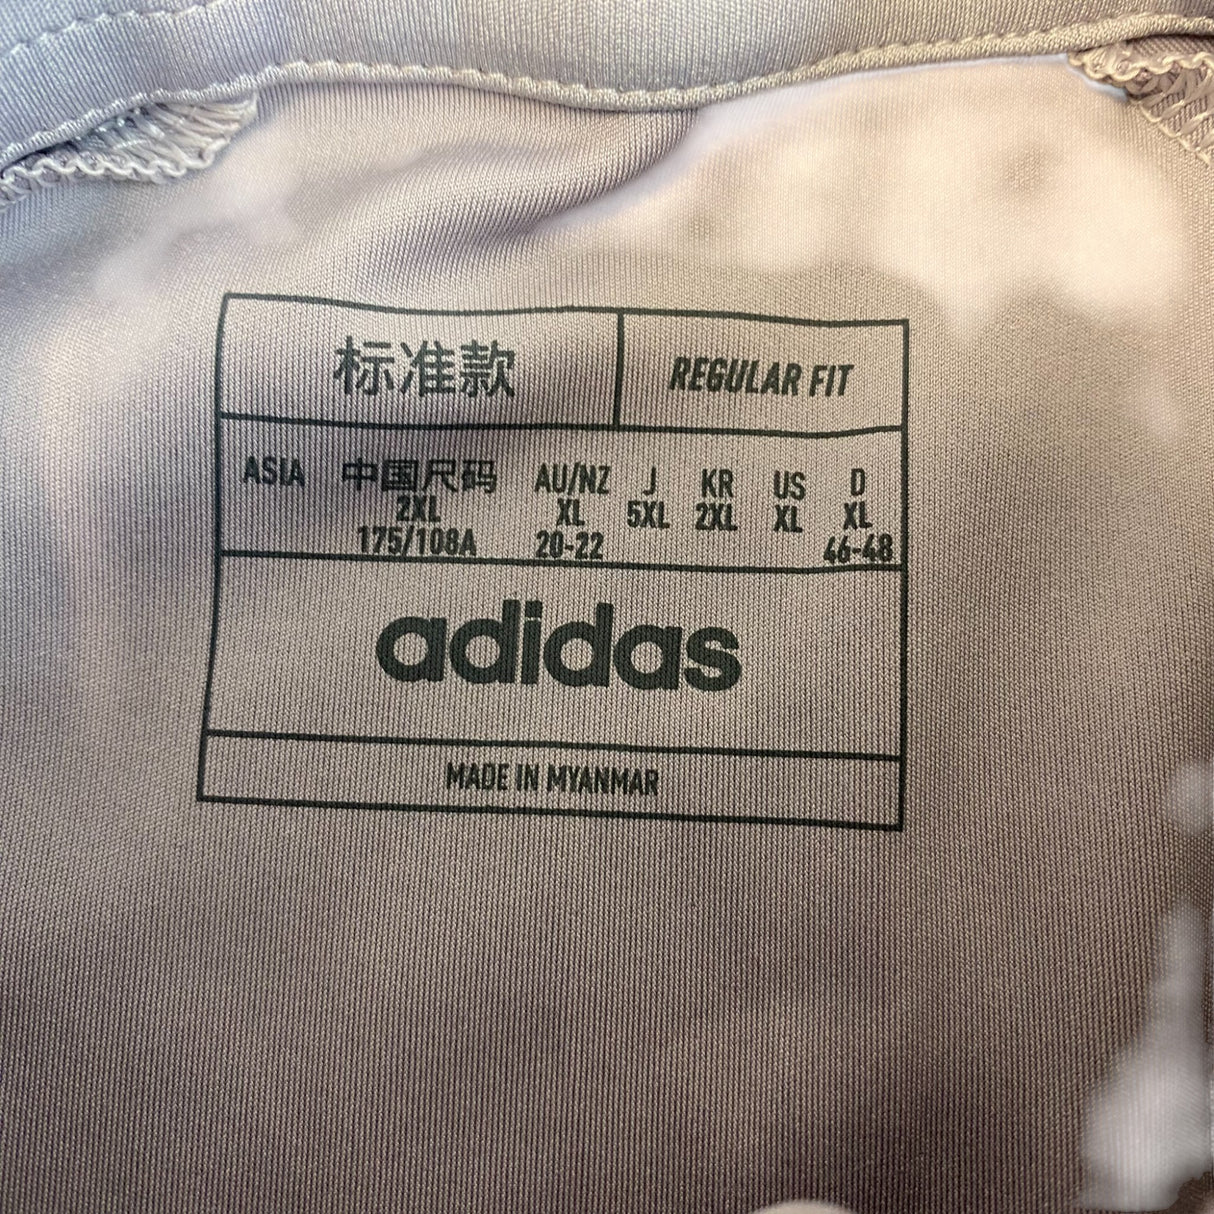 标准款 REGULAR FIT
ASIA 中国尺码 AU/NZ J KR US D
2XL XL 5XL 2XL XL XL
175/108A 20-22 46-48
adidas
MADE IN MYANMAR